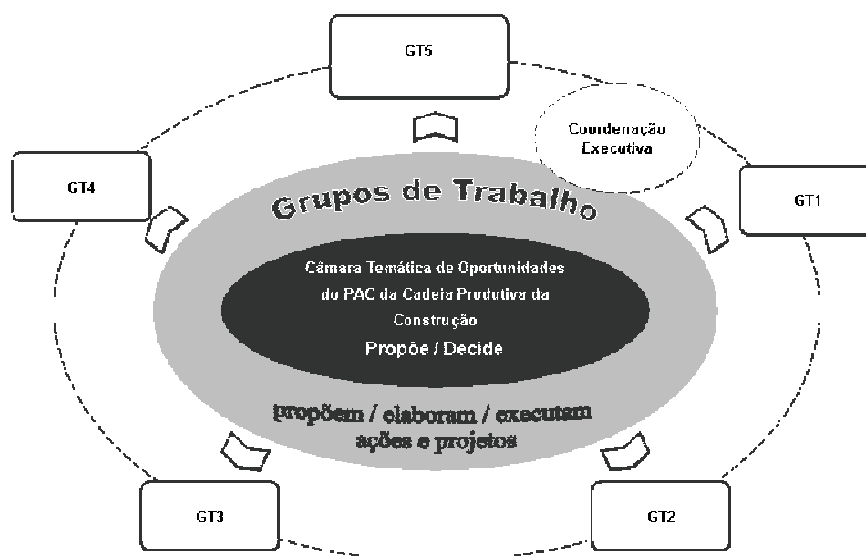 GT5
Coordenação
Executiva
GT4
GT1
Grupos de Trabalho
Câmara Temática de Oportunidades
do PAC da Cadeia Produtiva da
Construção
Propõe / Decide
propõem / elaboram / executam
ações e projetos
GT3
GT2